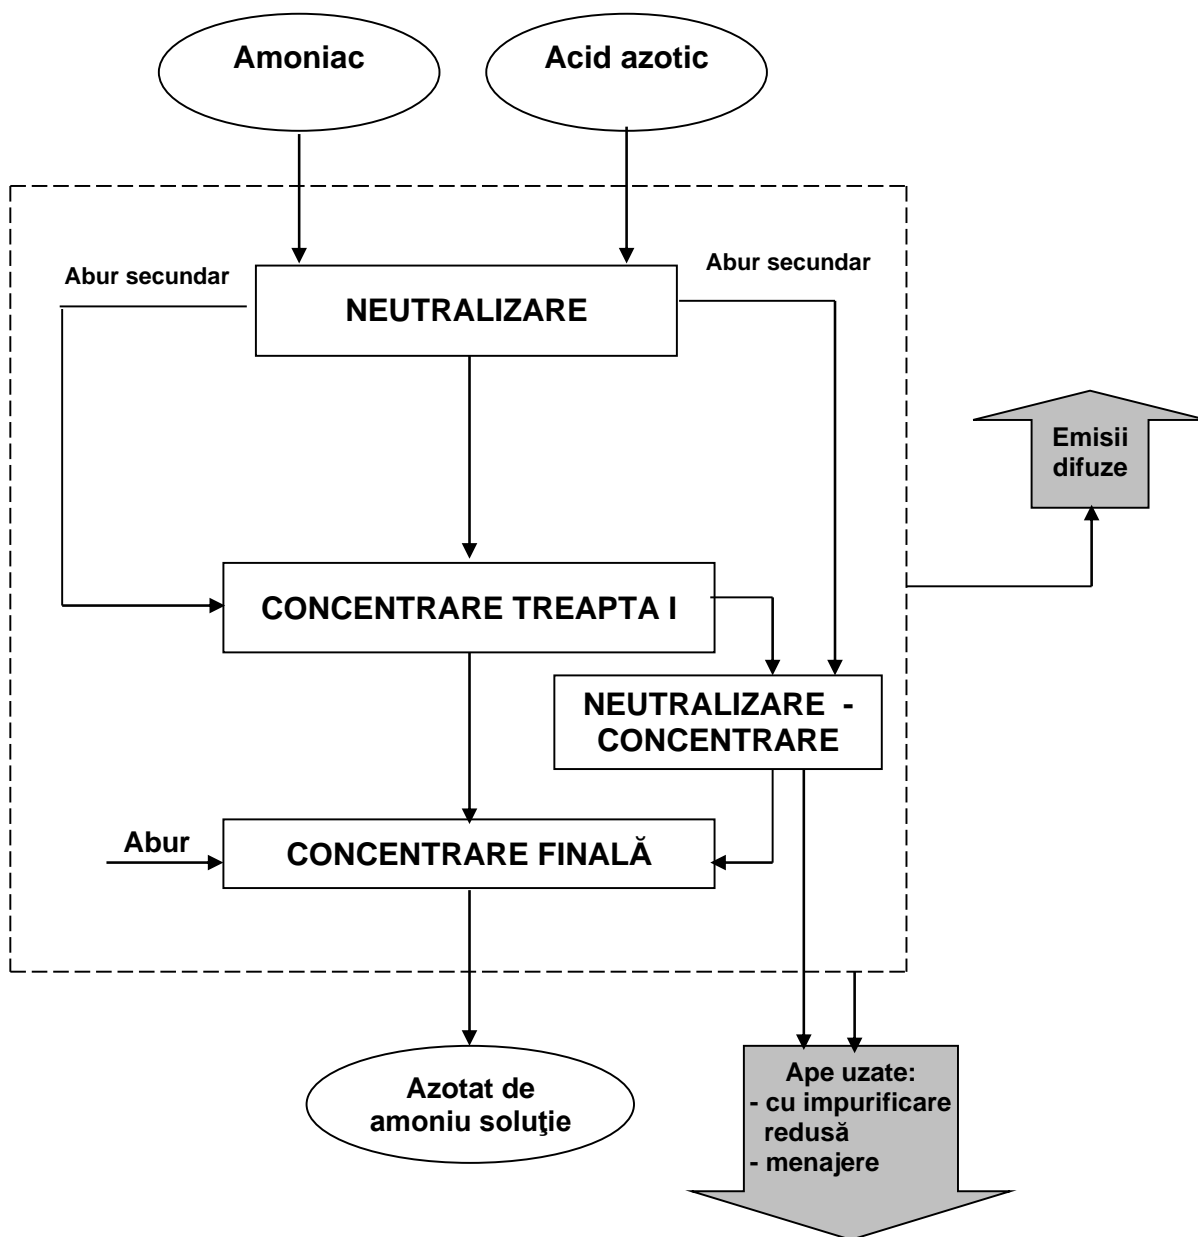 Amoniac
Acid azotic
Abur secundar
Abur secundar
NEUTRALIZARE
Emisii
difuze
CONCENTRARE TREAPTA I
NEUTRALIZARE -
CONCENTRARE
Abur
CONCENTRARE FINALĂ
Azotat de
amoniu soluţie
Ape uzate:
- cu impurificare
redusă
- menajere